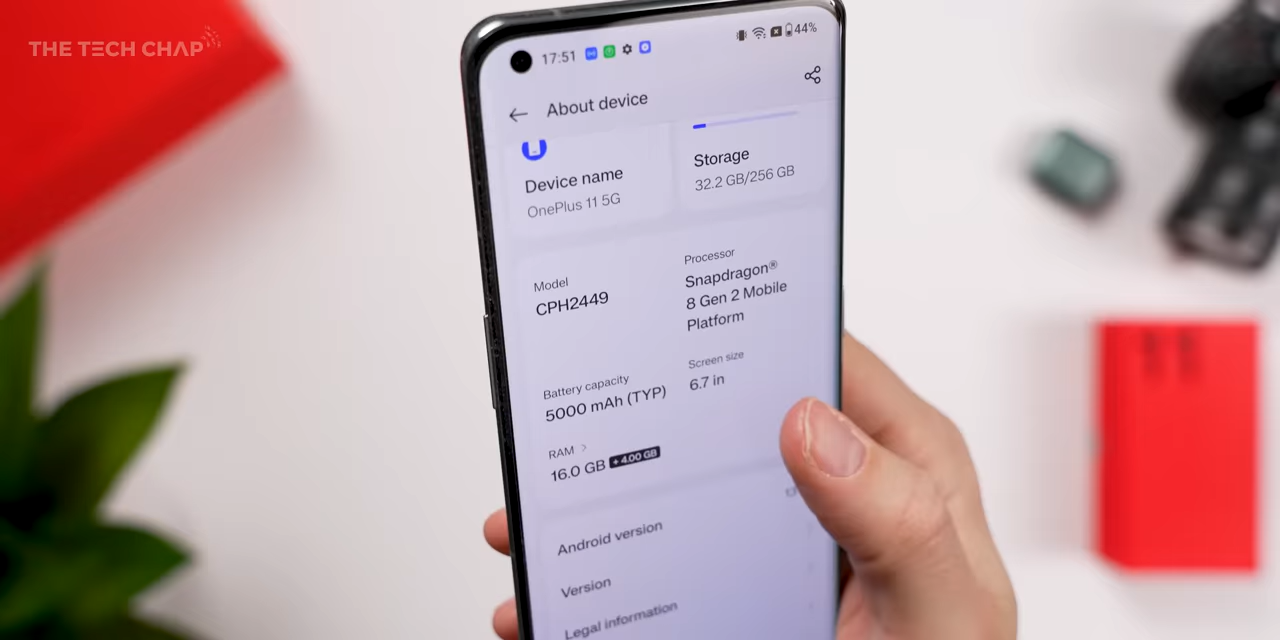 THE TECH CHAP
17:51
44%
About device
Device name
OnePlus 11 5G
Storage
32.2 GB/256 GB
Model
CPH2449
Processor
Snapdragon®
8 Gen 2 Mobile
Platform
Battery capacity
5000 mAh (TYP)
Screen size
6.7 in
RAM
16.0 GB + 4.00 GB
Android version
Version
Legal information